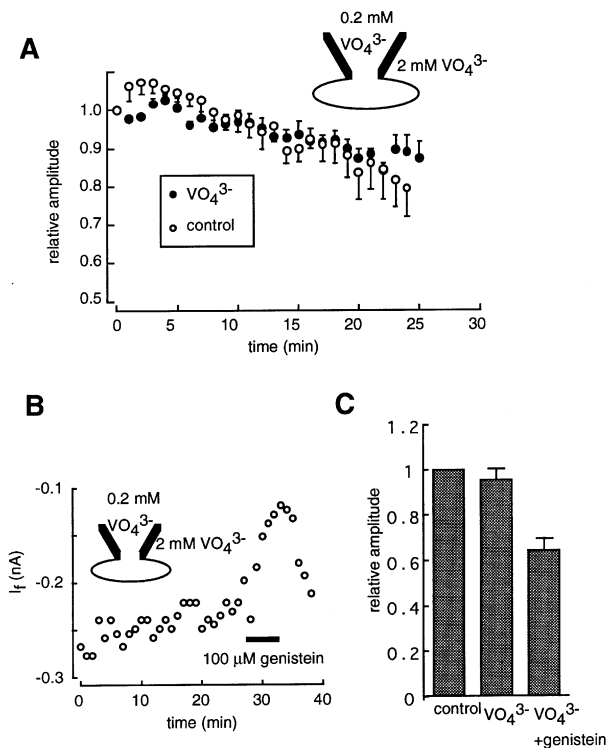 A
0.2 mM
VO₄³⁻
2 mM VO₄³⁻
relative amplitude
1.0
0.9
0.8
0.7
0.6
0.5
VO₄³⁻
control
0 5 10 15 20 25 30
time (min)
B
-0.1
-0.2
-0.3
I_f (nA)
0.2 mM
VO₄³⁻
2 mM VO₄³⁻
100 µM genistein
0 10 20 30 40
time (min)
C
1.2
1
0.8
0.6
0.4
0.2
0
relative amplitude
control VO₄³⁻ VO₄³⁻
+genistein